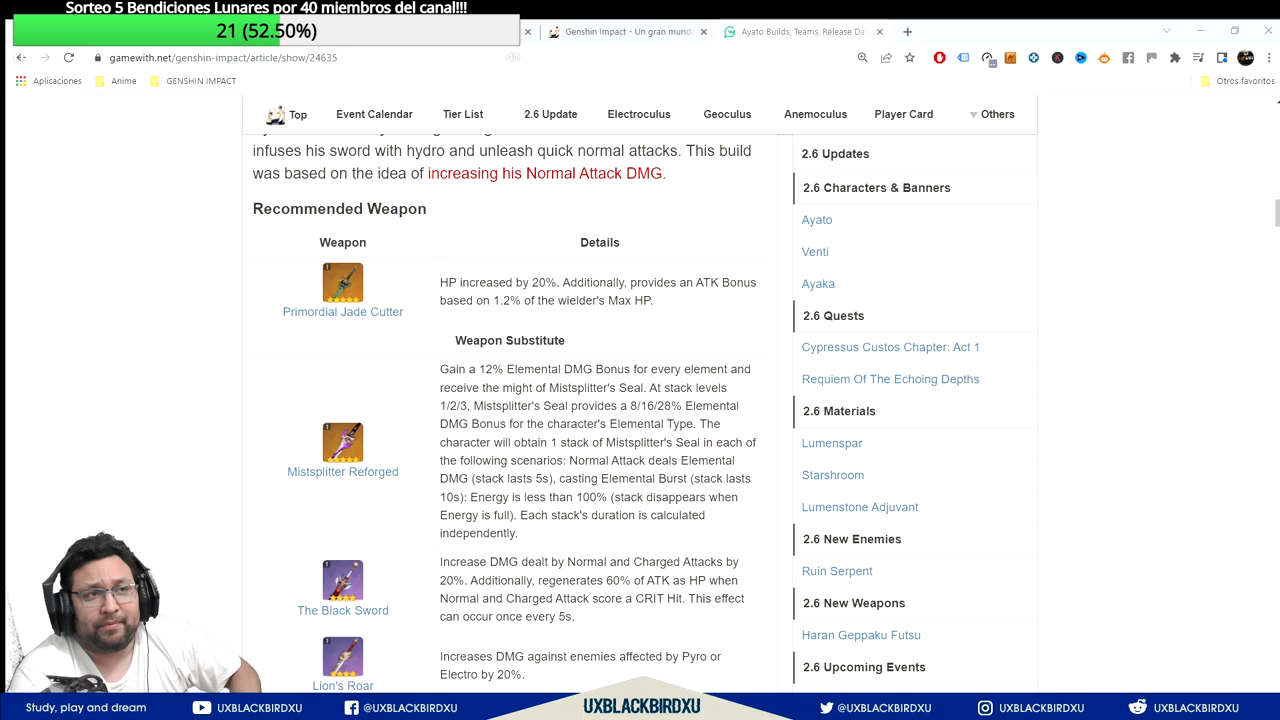 Sorteo 5 Bendiciones Lunares por 40 miembros del canal!!!
21 (52.50%)
Genshin Impact - Un gran mund
Ayato Builds, Teams, Release Da
gamewith.net/genshin-impact/article/show/24635
Aplicaciones
Anime
GENSHIN IMPACT
Otros favoritos
Top
Event Calendar
Tier List
2.6 Update
Electroculus
Geoculus
Anemoculus
Player Card
Others
infuses his sword with hydro and unleash quick normal attacks. This build
was based on the idea of increasing his Normal Attack DMG.
Recommended Weapon
Weapon
Details
Primordial Jade Cutter
HP increased by 20%. Additionally, provides an ATK Bonus
based on 1.2% of the wielder's Max HP.
Weapon Substitute
Mistsplitter Reforged
Gain a 12% Elemental DMG Bonus for every element and
receive the might of Mistsplitter's Seal. At stack levels
1/2/3, Mistsplitter's Seal provides a 8/16/28% Elemental
DMG Bonus for the character's Elemental Type. The
character will obtain 1 stack of Mistsplitter's Seal in each of
the following scenarios: Normal Attack deals Elemental
DMG (stack lasts 5s), casting Elemental Burst (stack lasts
10s): Energy is less than 100% (stack disappears when
Energy is full). Each stack's duration is calculated
independently.
The Black Sword
Increase DMG dealt by Normal and Charged Attacks by
20%. Additionally, regenerates 60% of ATK as HP when
Normal and Charged Attack score a CRIT Hit. This effect
can occur once every 5s.
Lion's Roar
Increases DMG against enemies affected by Pyro or
Electro by 20%.
2.6 Updates
2.6 Characters & Banners
Ayato
Venti
Ayaka
2.6 Quests
Cypressus Custos Chapter: Act 1
Requiem Of The Echoing Depths
2.6 Materials
Lumenspar
Starshroom
Lumenstone Adjuvant
2.6 New Enemies
Ruin Serpent
2.6 New Weapons
Haran Geppaku Futsu
2.6 Upcoming Events
Study, play and dream
UXBLACKBIRDXU
@UXBLACKBIRDXU
UXBLACKBIRDXU
@UXBLACKBIRDXU
UXBLACKBIRDXU
UXBLACKBIRDXU